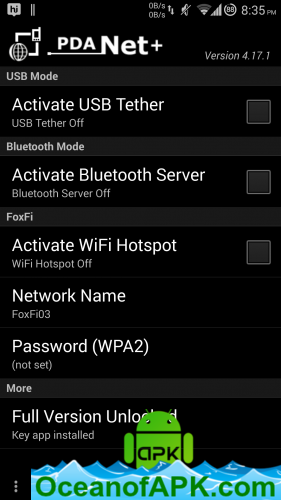 hi
0B/s
0B/s
88
8:35 PM
PDA Net+
Version 4.17.1
USB Mode
Activate USB Tether
USB Tether Off
Bluetooth Mode
Activate Bluetooth Server
Bluetooth Server Off
FoxFi
Activate WiFi Hotspot
WiFi Hotspot Off
Network Name
FoxFi03
Password (WPA2)
(not set)
More
Full Version Unlocked
Key app installed
APK
OceanofAPK.com